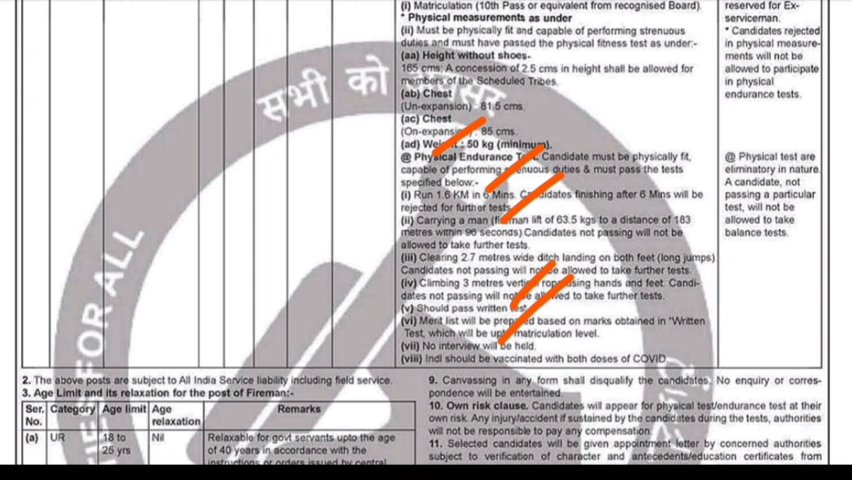 (i) Matriculation (10th Pass or equivalent from recognised Board).
* Physical measurements as under
(ii) Must be physically fit and capable of performing strenuous
duties and must have passed the physical fitness test as under:-
(aa) Height without shoes-
165 cms; A concession of 2.5 cms in height shall be allowed for
members of the Scheduled Tribes.
(ab) Chest
(Un-expansion) : 81.5 cms.
(ac) Chest
(On-expansion) : 85 cms.
(ad) Weight : 50 kg (minimum).
@ Physical Endurance Test. Candidate must be physically fit,
capable of performing strenuous duties & must pass the tests
specified below:-
(i) Run 1.6 KM in 6 Mins. Candidates finishing after 6 Mins will be
rejected for further tests.
(ii) Carrying a man (fireman lift of 63.5 kgs to a distance of 183
metres within 96 seconds) Candidates not passing will not be
allowed to take further tests.
(iii) Clearing 2.7 metres wide ditch landing on both feet (long jumps)
Candidates not passing will not be allowed to take further tests.
(iv) Climbing 3 metres vertical rope using hands and feet. Candi-
dates not passing will not be allowed to take further tests.
(v) Should pass written test.
(vi) Merit list will be prepared based on marks obtained in "Written
Test, which will be upto matriculation level.
(vii) No interview will be held.
(viii) Indl should be vaccinated with both doses of COVID.
reserved for Ex-
serviceman.
* Candidates rejected
in physical measure-
ments will not be
allowed to participate
in physical
endurance tests.
@ Physical test are
eliminatory in nature.
A candidate, not
passing a particular
test, will not be
allowed to take
balance tests.
सभी को
FOR ALL
2. The above posts are subject to All India Service liability including field service.
3. Age Limit and its relaxation for the post of Fireman:-
Ser. No. Category Age limit Age relaxation Remarks
(a) UR 18 to 25 yrs Nil Relaxable for govt servants upto the age
of 40 years in accordance with the
instructions or orders issued by central
9. Canvassing in any form shall disqualify the candidates. No enquiry or corres-
pondence will be entertained.
10. Own risk clause. Candidates will appear for physical test/endurance test at their
own risk. Any injury/accident if sustained by the candidates during the tests, authorities
will not be responsible to pay any compensation.
11. Selected candidates will be given appointment letter by concerned authorities
subject to verification of character and antecedents/education certificates from